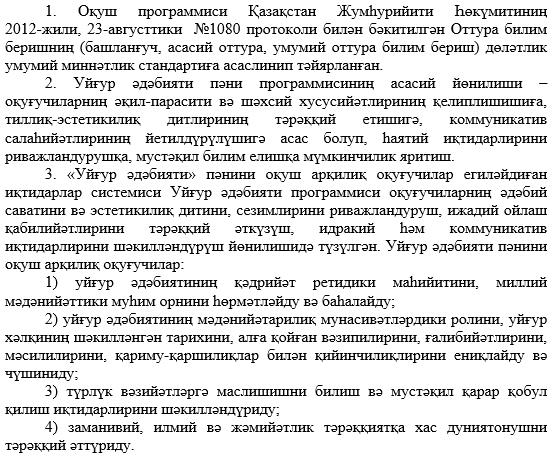 1. Оқуш программиси Қазақстан Жумһурийити Һөкүмитиниң
2012-жили, 23-августтики №1080 протоколи билән бәкитилгән Оттура билим
беришниң (башланғуч, асасий оттура, умумий оттура билим бериш) дөләтлик
умумий миннәтлик стандартиға асаслинип тәйярланған.
2. Уйғур әдәбияти пәни программисиниң асасий йөнилиши –
оқуғучиларниң әқил-парасити вә шәхсий хусусийәтлириниң қелиплишишиға,
тиллиқ-эстетикилиқ дитлириниң тәрәққий етишигә, коммуникатив
салаһийәтлириниң йетилдүрүлүшигә асас болуп, һаятий иқтидарлирини
риважландурушқа, мустәқил билим елишқа мүмкинчилик яритиш.
3. «Уйғур әдәбияти» пәнини оқуш арқилиқ оқуғучилар егиләйдиған
иқтидарлар системиси Уйғур әдәбияти программиси оқуғучиларниң әдәбий
саватини вә эстетикилиқ дитини, сезимлирини риважландуруш, ижадий ойлаш
қабилийәтлирини тәрәққий әткүзүш, идракий һәм коммуникатив
иқтидарлирини шәкилләндүрүш йөнилишидә түзүлгән. Уйғур әдәбияти пәнини
оқуш арқилиқ оқуғучилар:
1) уйғур әдәбиятиниң қәдрийәт ретидики маһийитини, миллий
мәдәнийәттики муһим орнини һөрмәтләйду вә баһалайду;
2) уйғур әдәбиятиниң мәдәнийәтарилиқ мунасивәтләрдики ролини, уйғур
хәлқиниң шәкилләнгән тарихини, алға қойған вәзипилирини, ғалибийәтлирини,
мәсилилирини, қариму-қаршилиқлар билән қийинчилиқлирини ениқлайду вә
чүшиниду;
3) түрлүк вәзийәтләргә маслишишни билиш вә мустәқил қарар қобул
қилиш иқтидарлирини шәкилләндүриду;
4) заманивий, илмий вә җәмийәтлик тәрәққиятқа хас дуниятонушни
тәрәққий әттүриду.